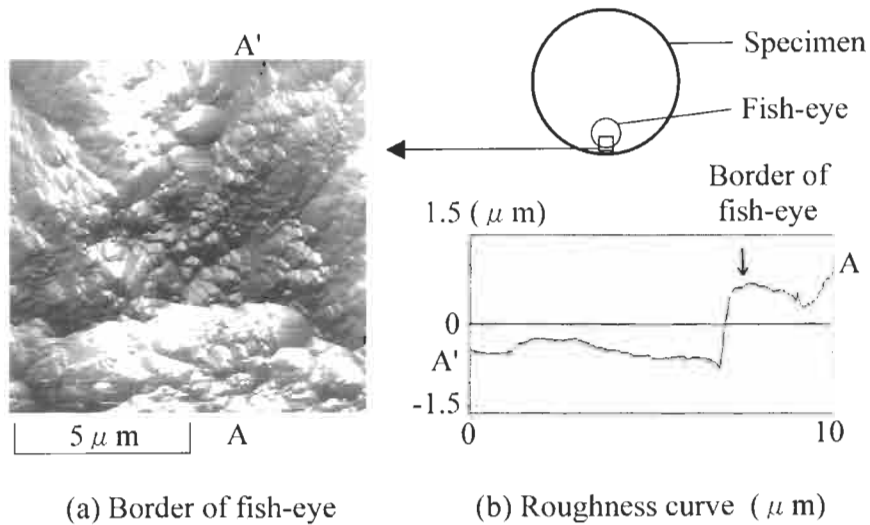 A'
Specimen
Fish-eye
Border of
fish-eye
1.5 ( μ m)
A
0
A'
-1.5
0
10
5 μ m
A
(a) Border of fish-eye
(b) Roughness curve ( μ m)